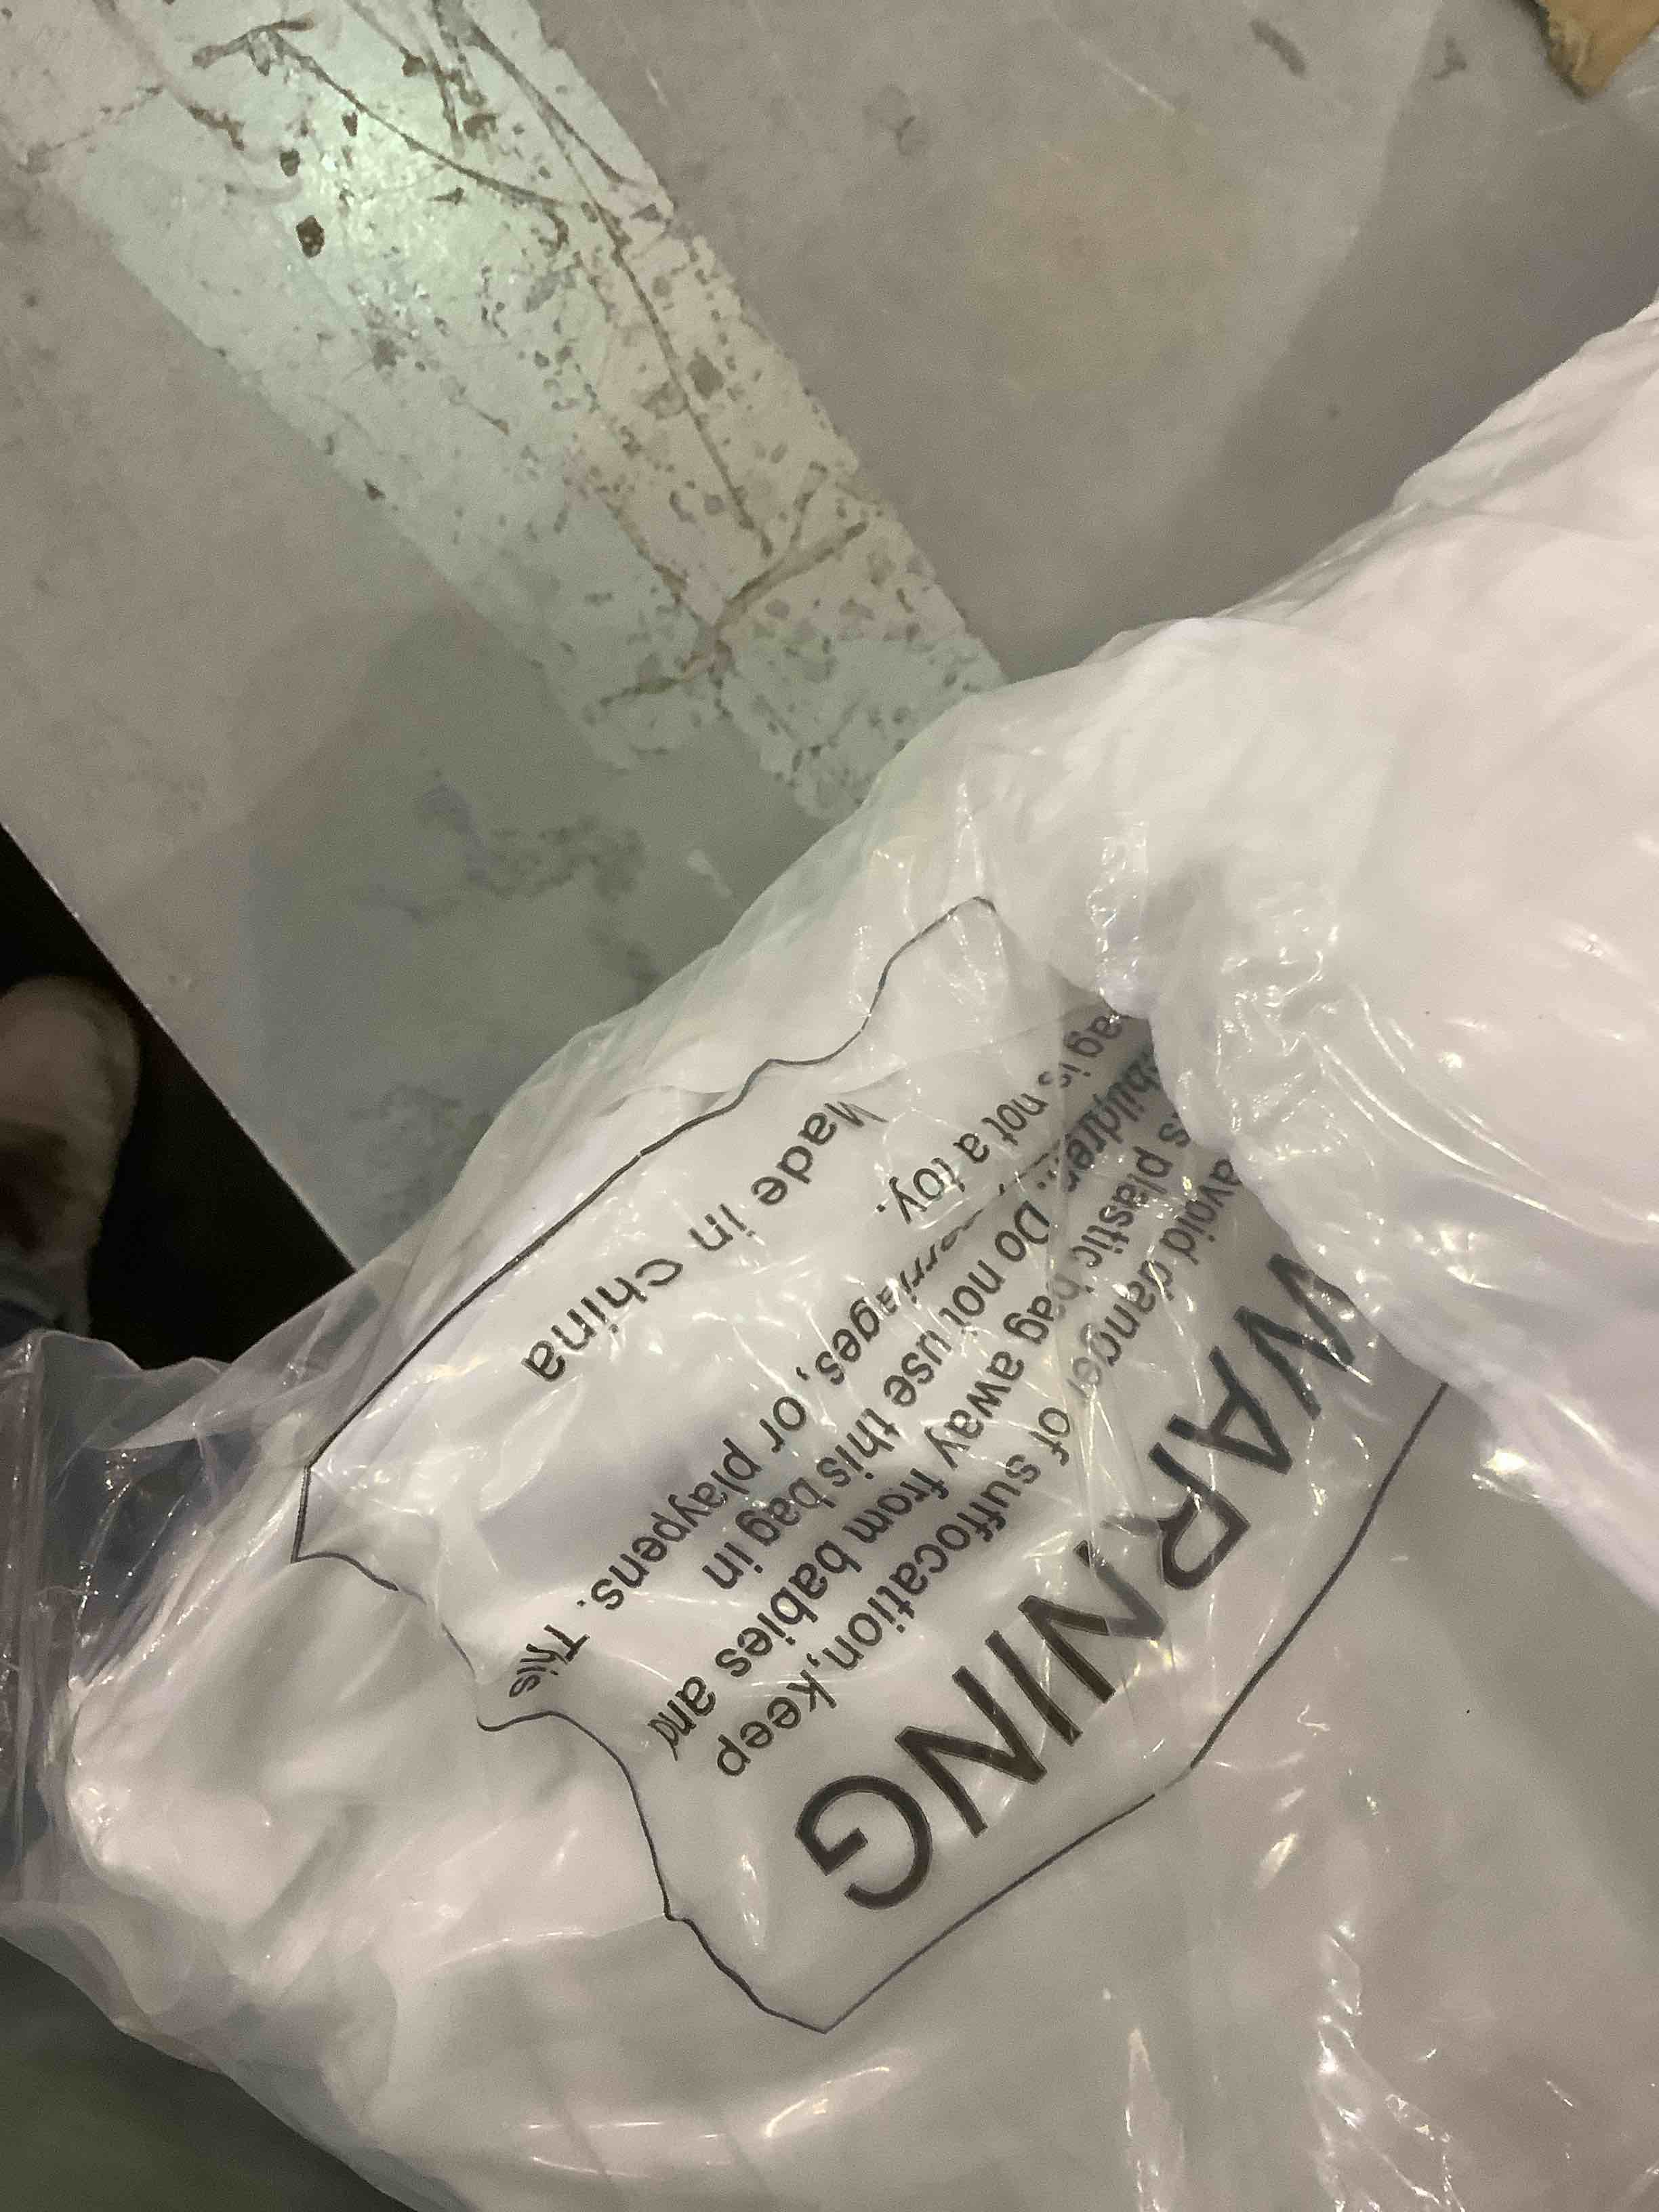 WARNING
avoid danger of suffocation,keep
plastic bag away from babies and
children. Do not use this bag in
carriages, or playpens. This
bag is not a toy.
Made in China